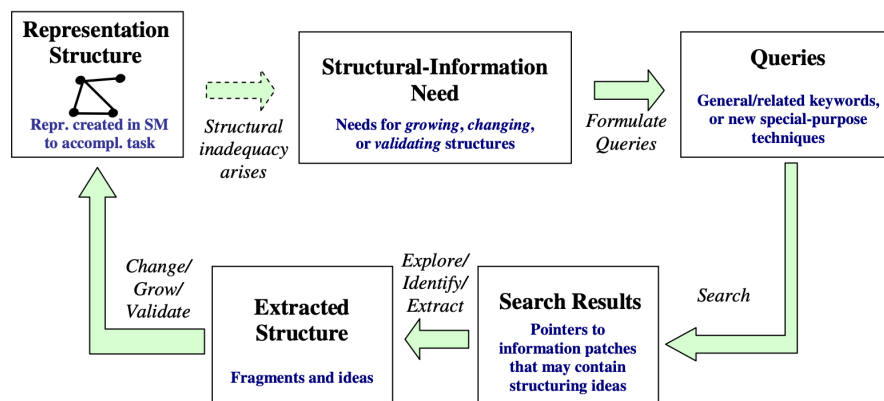 Representation
Structure
Repr. created in SM
to accompl. task
Structural
inadequacy
arises
Structural-Information
Need
Needs for growing, changing,
or validating structures
Formulate
Queries
Queries
General/related keywords,
or new special-purpose
techniques
Search
Search Results
Pointers to
information patches
that may contain
structuring ideas
Explore/
Identify/
Extract
Extracted
Structure
Fragments and ideas
Change/
Grow/
Validate